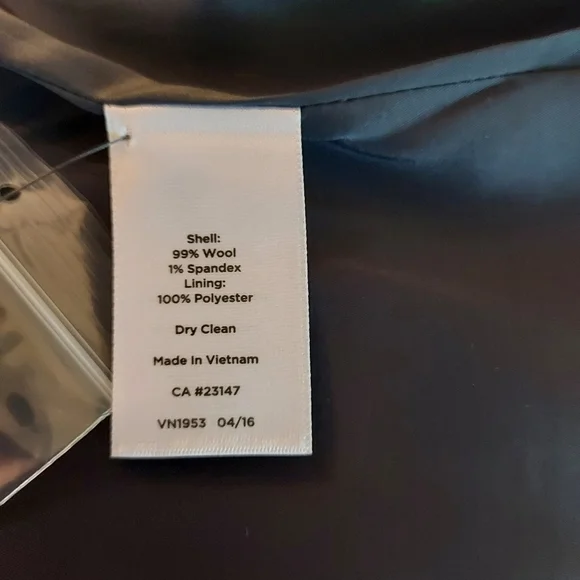 Shell:
99% Wool
1% Spandex
Lining:
100% Polyester
Dry Clean
Made In Vietnam
CA #23147
VN1953 04/16